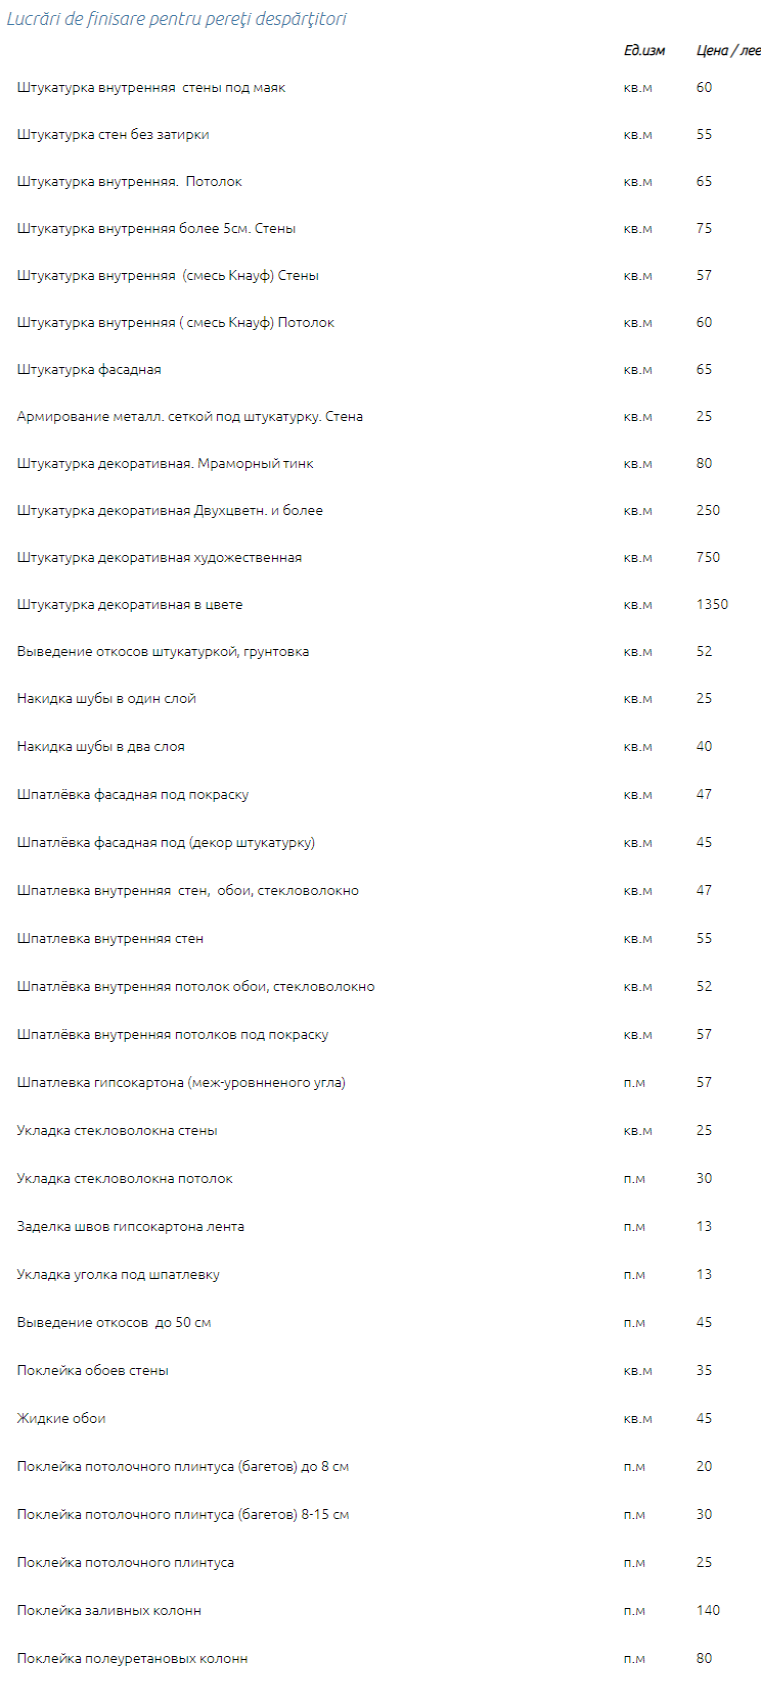 Lucrări de finisare pentru pereţi despărţitori
Ед.изм Цена / лее
Штукатурка внутренняя стены под маяк кв.м 60
Штукатурка стен без затирки кв.м 55
Штукатурка внутренняя. Потолок кв.м 65
Штукатурка внутренняя более 5см. Стены кв.м 75
Штукатурка внутренняя (смесь Кнауф) Стены кв.м 57
Штукатурка внутренняя ( смесь Кнауф) Потолок кв.м 60
Штукатурка фасадная кв.м 65
Армирование металл. сеткой под штукатурку. Стена кв.м 25
Штукатурка декоративная. Мраморный тинк кв.м 80
Штукатурка декоративная Двухцветн. и более кв.м 250
Штукатурка декоративная художественная кв.м 750
Штукатурка декоративная в цвете кв.м 1350
Выведение откосов штукатуркой, грунтовка кв.м 52
Накидка шубы в один слой кв.м 25
Накидка шубы в два слоя кв.м 40
Шпатлёвка фасадная под покраску кв.м 47
Шпатлёвка фасадная под (декор штукатурку) кв.м 45
Шпатлевка внутренняя стен, обои, стекловолокно кв.м 47
Шпатлевка внутренняя стен кв.м 55
Шпатлёвка внутренняя потолок обои, стекловолокно кв.м 52
Шпатлёвка внутренняя потолков под покраску кв.м 57
Шпатлевка гипсокартона (меж-уровнненого угла) п.м 57
Укладка стекловолокна стены кв.м 25
Укладка стекловолокна потолок п.м 30
Заделка швов гипсокартона лента п.м 13
Укладка уголка под шпатлевку п.м 13
Выведение откосов до 50 см п.м 45
Поклейка обоев стены кв.м 35
Жидкие обои кв.м 45
Поклейка потолочного плинтуса (багетов) до 8 см п.м 20
Поклейка потолочного плинтуса (багетов) 8-15 см п.м 30
Поклейка потолочного плинтуса п.м 25
Поклейка заливных колонн п.м 140
Поклейка полеуретановых колонн п.м 80